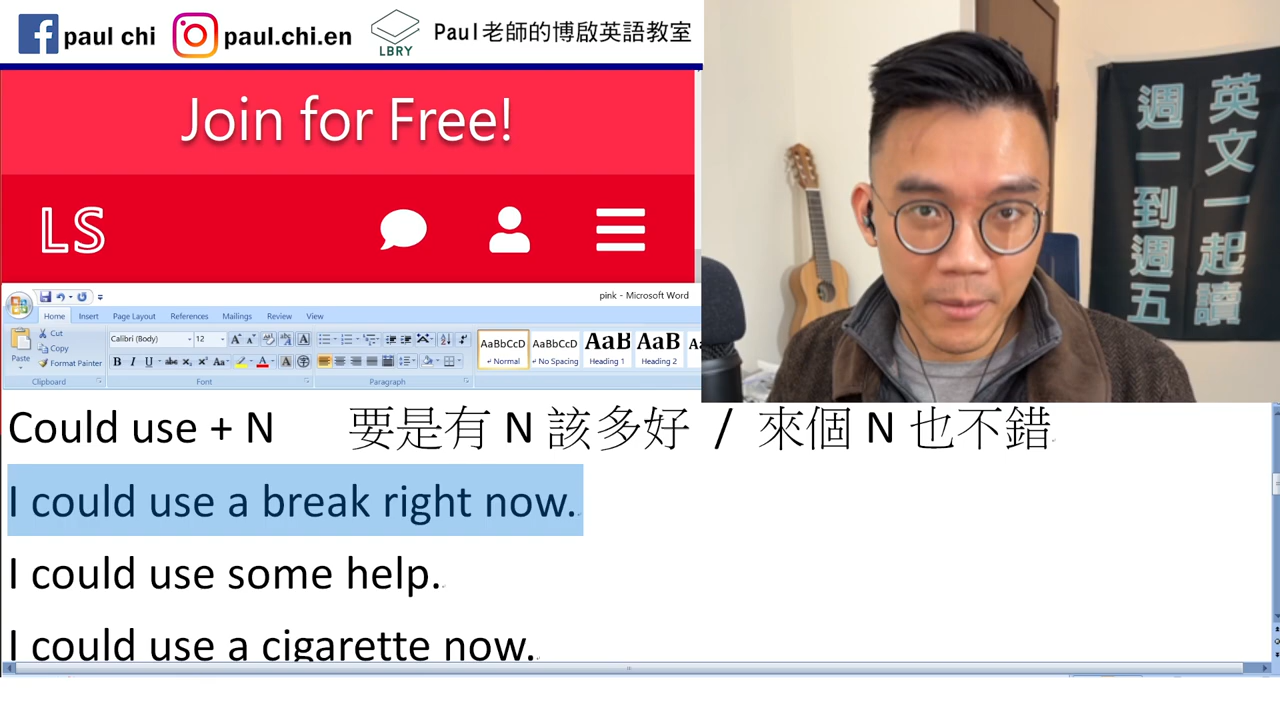 paul chi
paul.chi.en
LBRY
Paul老師的博啟英語教室
Join for Free!
LS
週一到週五
英文一起讀
pink - Microsoft Word
Home Insert Page Layout References Mailings Review View
Paste
Cut
Copy
Format Painter
Calibri (Body) 12
AaBbCcD AaBbCcD AaB AaB
Normal No Spacing Heading 1 Heading 2
Clipboard Font Paragraph
Could use + N 要是有 N 該多好 / 來個 N 也不錯
I could use a break right now.
I could use some help.
I could use a cigarette now.